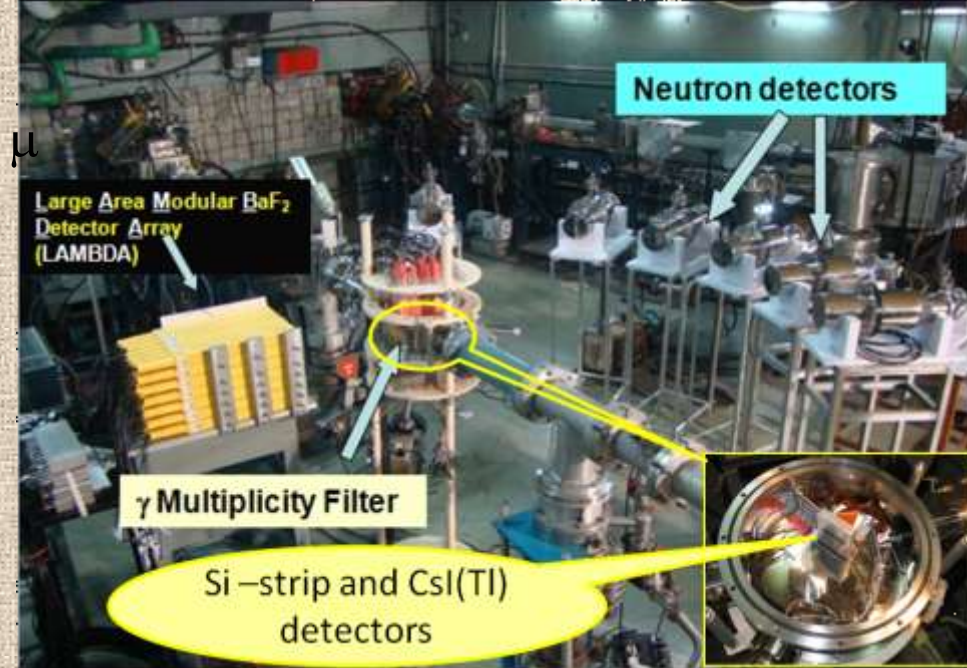 Neutron detectors
μ
Large Area Modular BaF₂
Detector Array
(LAMBDA)
γ Multiplicity Filter
Si –strip and CsI(Tl)
detectors